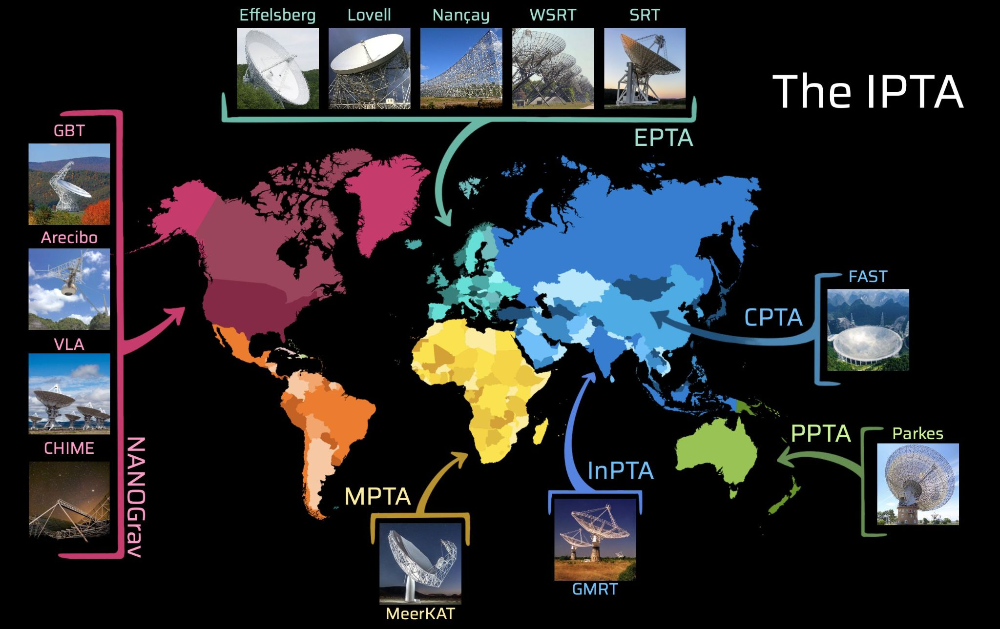 Effelsberg
Lovell
Nançay
WSRT
SRT
The IPTA
EPTA
GBT
Arecibo
VLA
CHIME
NANOGrav
FAST
CPTA
PPTA
Parkes
InPTA
GMRT
MPTA
MeerKAT